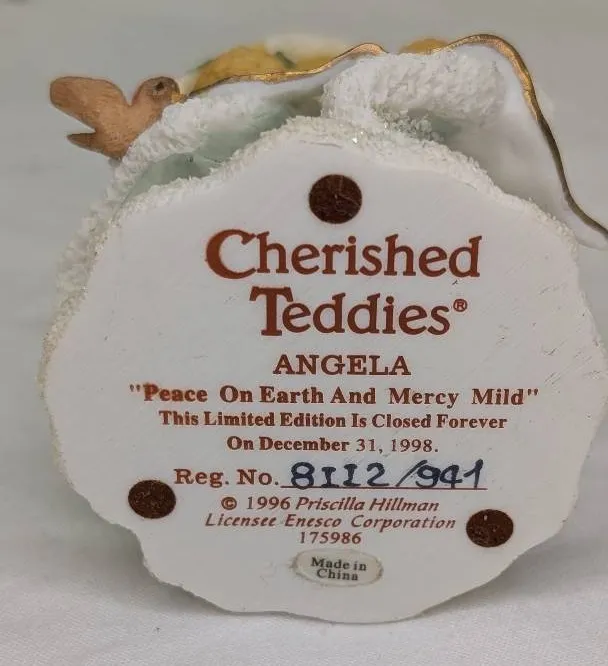 Cherished
Teddies®
ANGELA
"Peace On Earth And Mercy Mild"
This Limited Edition Is Closed Forever
On December 31, 1998.
Reg. No. 8II2/941
© 1996 Priscilla Hillman
Licensee Enesco Corporation
175986
Made in
China